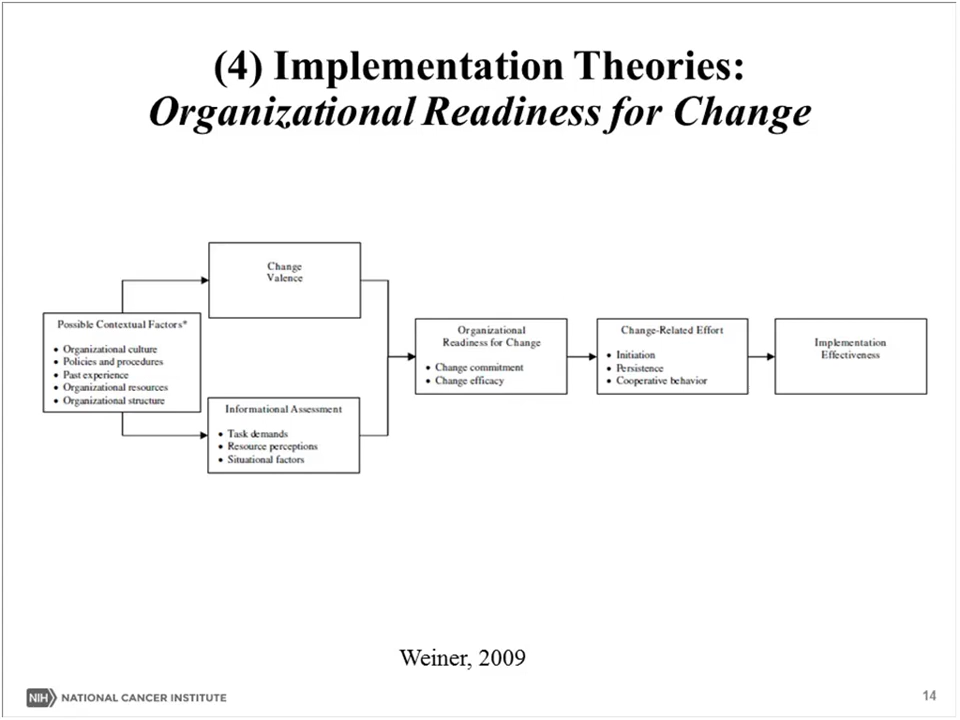 (4) Implementation Theories:
Organizational Readiness for Change
Possible Contextual Factors*
• Organizational culture
• Policies and procedures
• Past experience
• Organizational resources
• Organizational structure
Change
Valence
Informational Assessment
• Task demands
• Resource perceptions
• Situational factors
Organizational
Readiness for Change
• Change commitment
• Change efficacy
Change-Related Effort
• Initiation
• Persistence
• Cooperative behavior
Implementation
Effectiveness
Weiner, 2009
NIH NATIONAL CANCER INSTITUTE
14